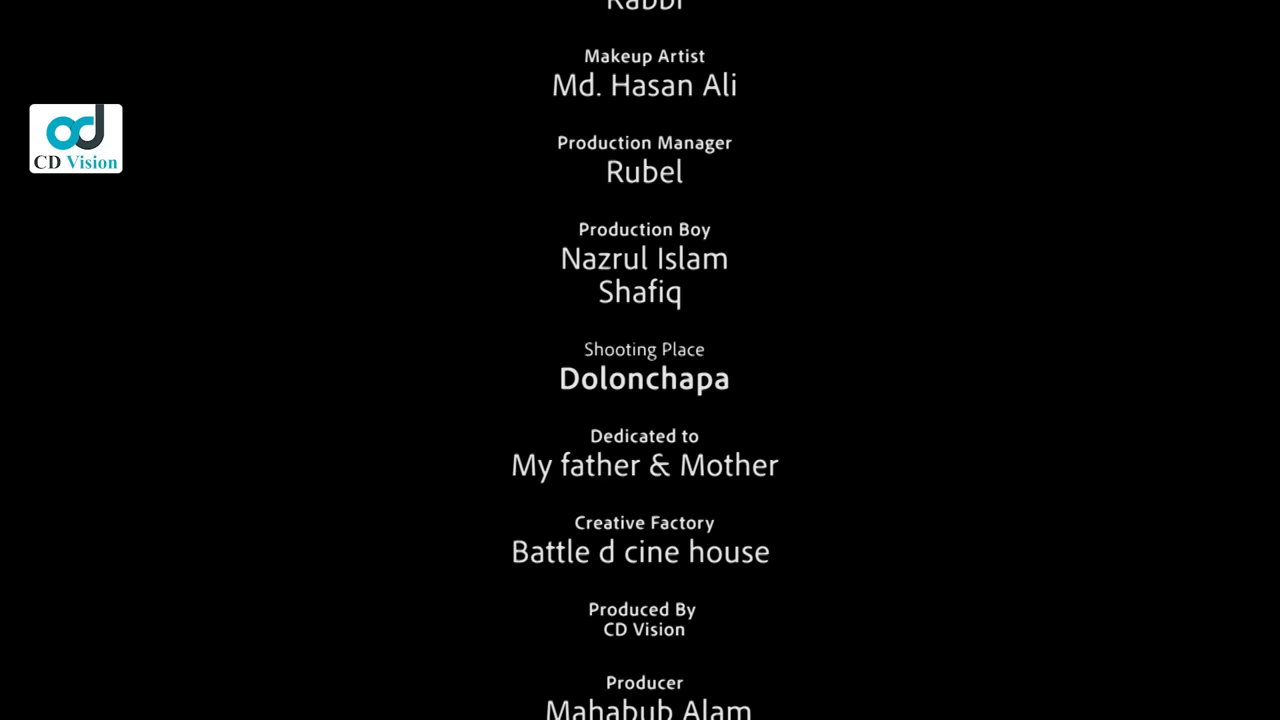 Rabbi
Makeup Artist
Md. Hasan Ali
CD Vision
Production Manager
Rubel
Production Boy
Nazrul Islam
Shafiq
Shooting Place
Dolonchapa
Dedicated to
My father & Mother
Creative Factory
Battle d cine house
Produced By
CD Vision
Producer
Mahabub Alam